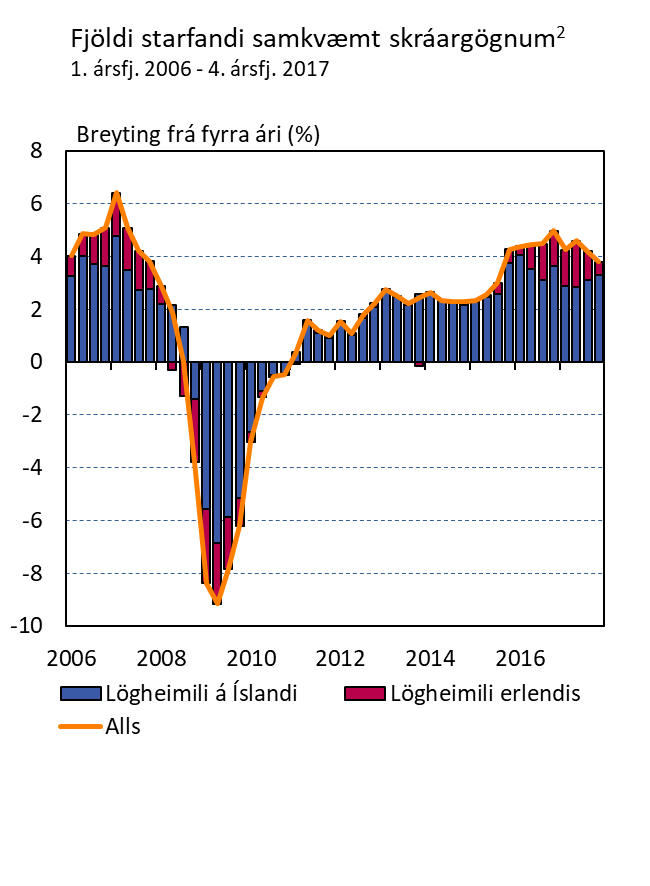 Fjöldi starfandi samkvæmt skráargögnum²
1. ársfj. 2006 - 4. ársfj. 2017
Breyting frá fyrra ári (%)
8
6
4
2
0
-2
-4
-6
-8
-10
2006 2008 2010 2012 2014 2016
Lögheimili á Íslandi Lögheimili erlendis
Alls